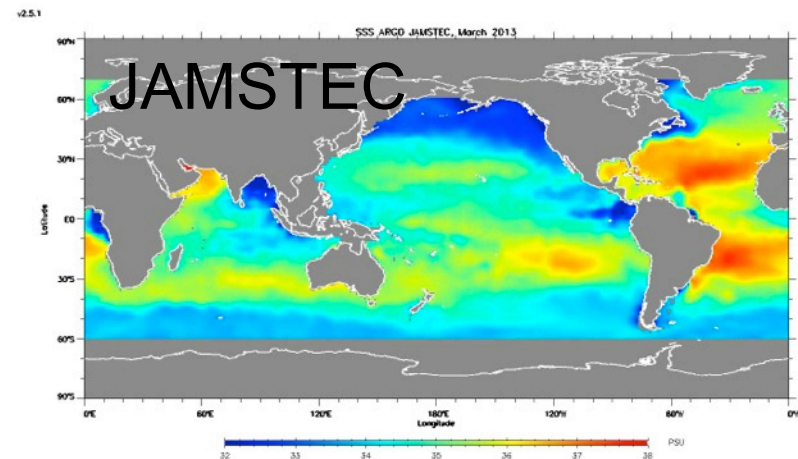 v2.5.1
SSS ARGO JAMSTEC, March 2013
JAMSTEC
90°N
60°N
30°N
EQ
30°S
60°S
90°S
Latitude
0°E 60°E 120°E 180°E 120°W 60°W 0°W
Longitude
32 33 34 35 36 37 38 PSU